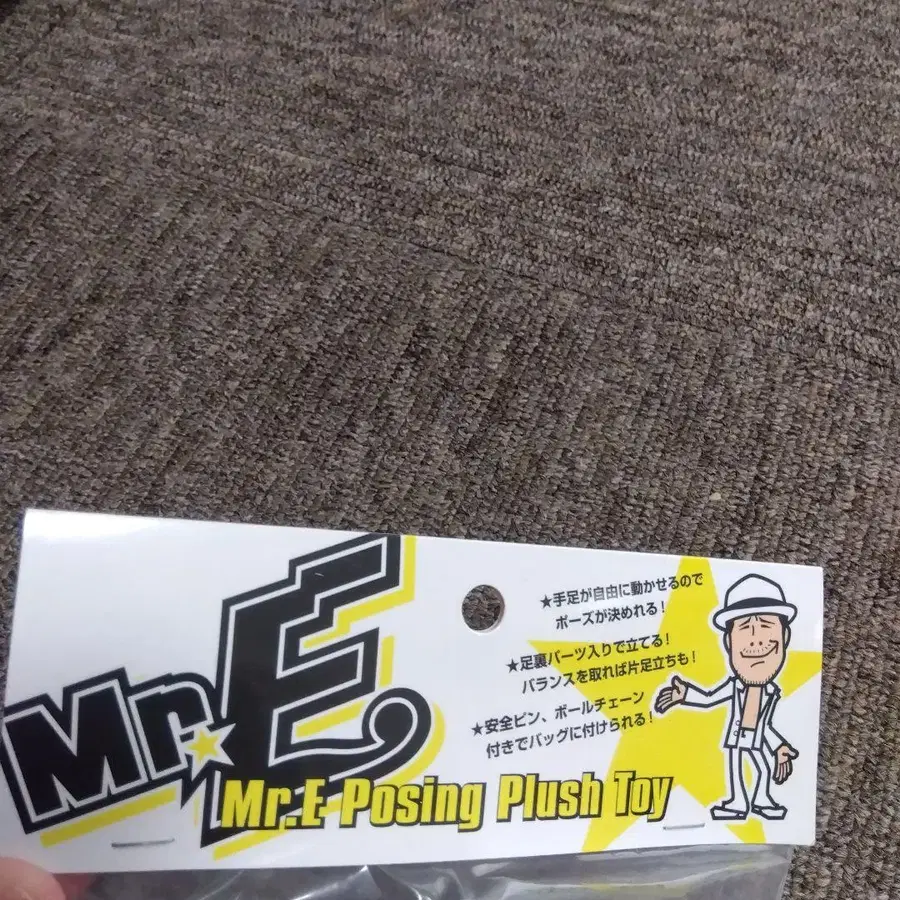 Mr.E
★手足が自由に動かせるので
ポーズが決めれる!
★足裏パーツ入りで立てる!
バランスを取れば片足立ちも!
★安全ピン、ボールチェーン
付きでバッグに付けられる!
Mr.E Posing Plush Toy